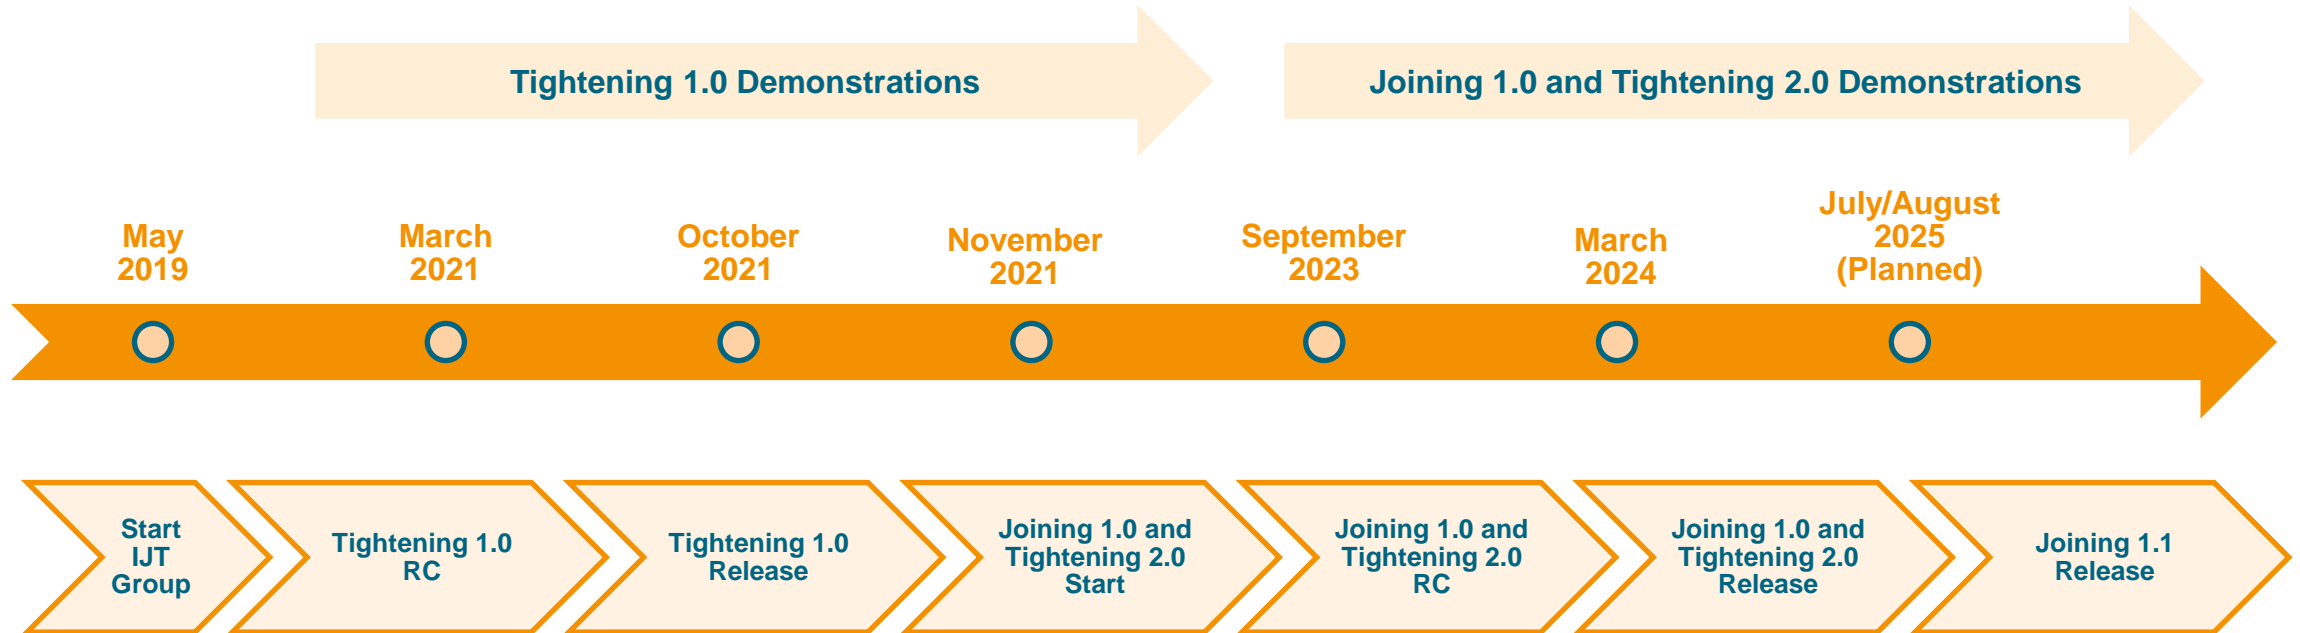 Tightening 1.0 Demonstrations
Joining 1.0 and Tightening 2.0 Demonstrations
May
2019
March
2021
October
2021
November
2021
September
2023
March
2024
July/August
2025
(Planned)
Start
IJT
Group
Tightening 1.0
RC
Tightening 1.0
Release
Joining 1.0 and
Tightening 2.0
Start
Joining 1.0 and
Tightening 2.0
RC
Joining 1.0 and
Tightening 2.0
Release
Joining 1.1
Release